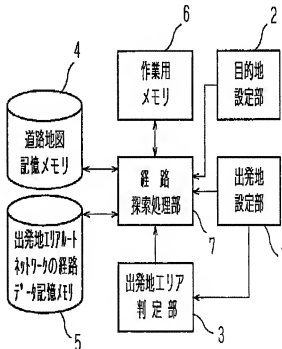 6
2
4
作業用
メモリ
目的地
設定部
道路地図
記憶メモリ
経路
探索処理部
出発地
設定部
7
出発地エリアルート
ネットワークの経路
データ記憶メモリ
出発地エリア
判定部
5
3